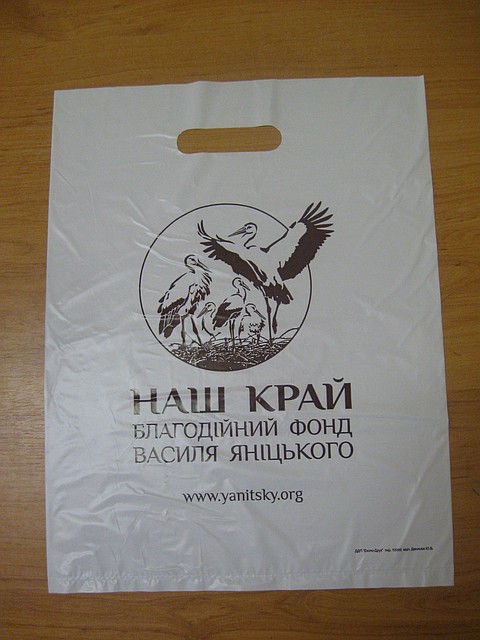 НАШ КРАЙ
БЛАГОДІЙНИЙ ФОНД
ВАСИЛЯ ЯНІЦЬКОГО
www.yanitsky.org